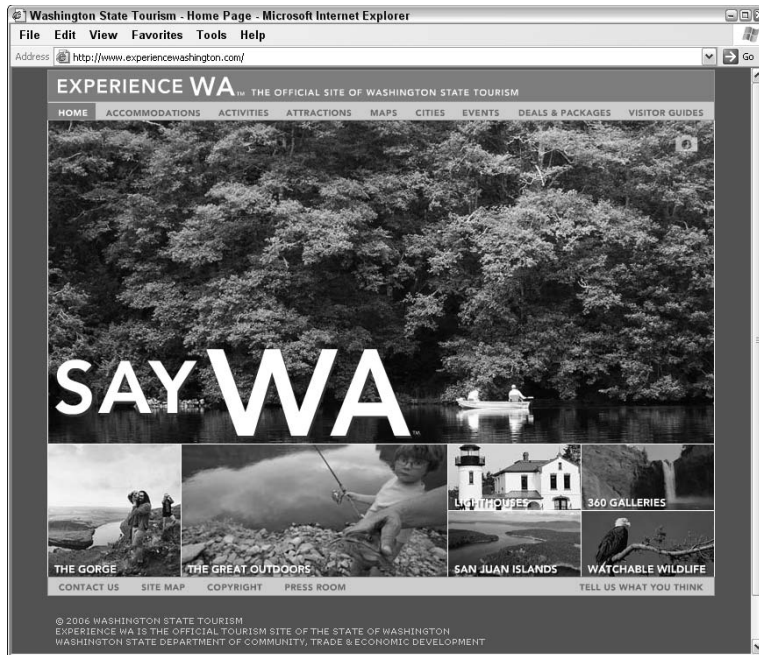 Washington State Tourism - Home Page - Microsoft Internet Explorer
File Edit View Favorites Tools Help
Address http://www.experiencewashington.com/ Go
EXPERIENCE WA™ THE OFFICIAL SITE OF WASHINGTON STATE TOURISM
HOME ACCOMMODATIONS ACTIVITIES ATTRACTIONS MAPS CITIES EVENTS DEALS & PACKAGES VISITOR GUIDES
SAY WA™
LIGHTHOUSES 360 GALLERIES
THE GORGE THE GREAT OUTDOORS SAN JUAN ISLANDS WATCHABLE WILDLIFE
CONTACT US SITE MAP COPYRIGHT PRESS ROOM TELL US WHAT YOU THINK
© 2006 WASHINGTON STATE TOURISM
EXPERIENCE WA IS THE OFFICIAL TOURISM SITE OF THE STATE OF WASHINGTON
WASHINGTON STATE DEPARTMENT OF COMMUNITY, TRADE & ECONOMIC DEVELOPMENT